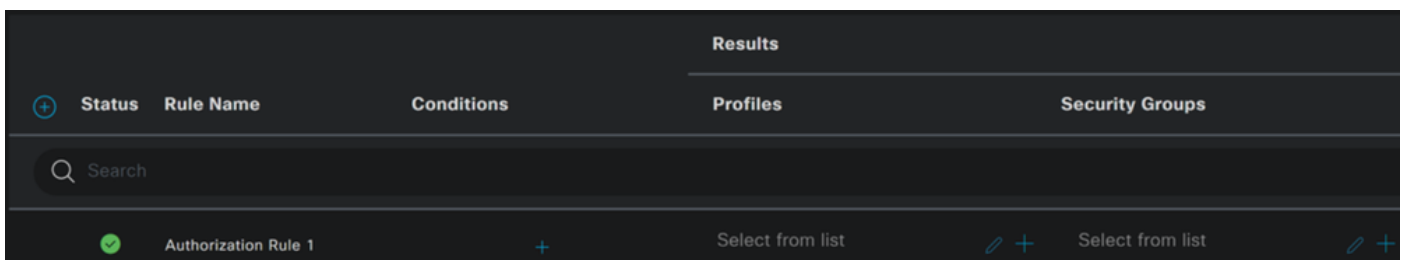 Results
Status Rule Name Conditions Profiles Security Groups
Search
Authorization Rule 1 Select from list Select from list